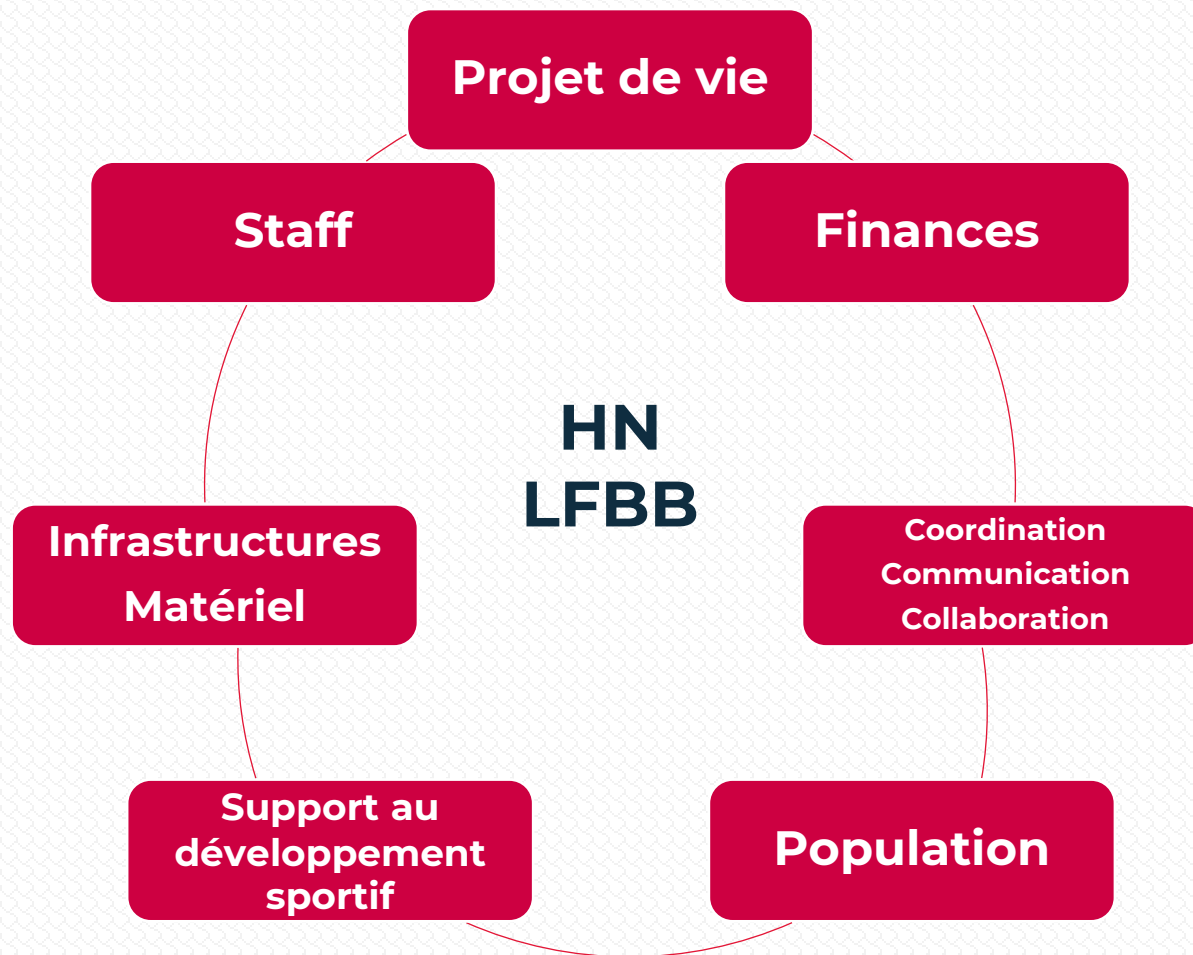 Projet de vie
Staff
Finances
HN
LFBB
Infrastructures
Matériel
Coordination
Communication
Collaboration
Support au
développement
sportif
Population